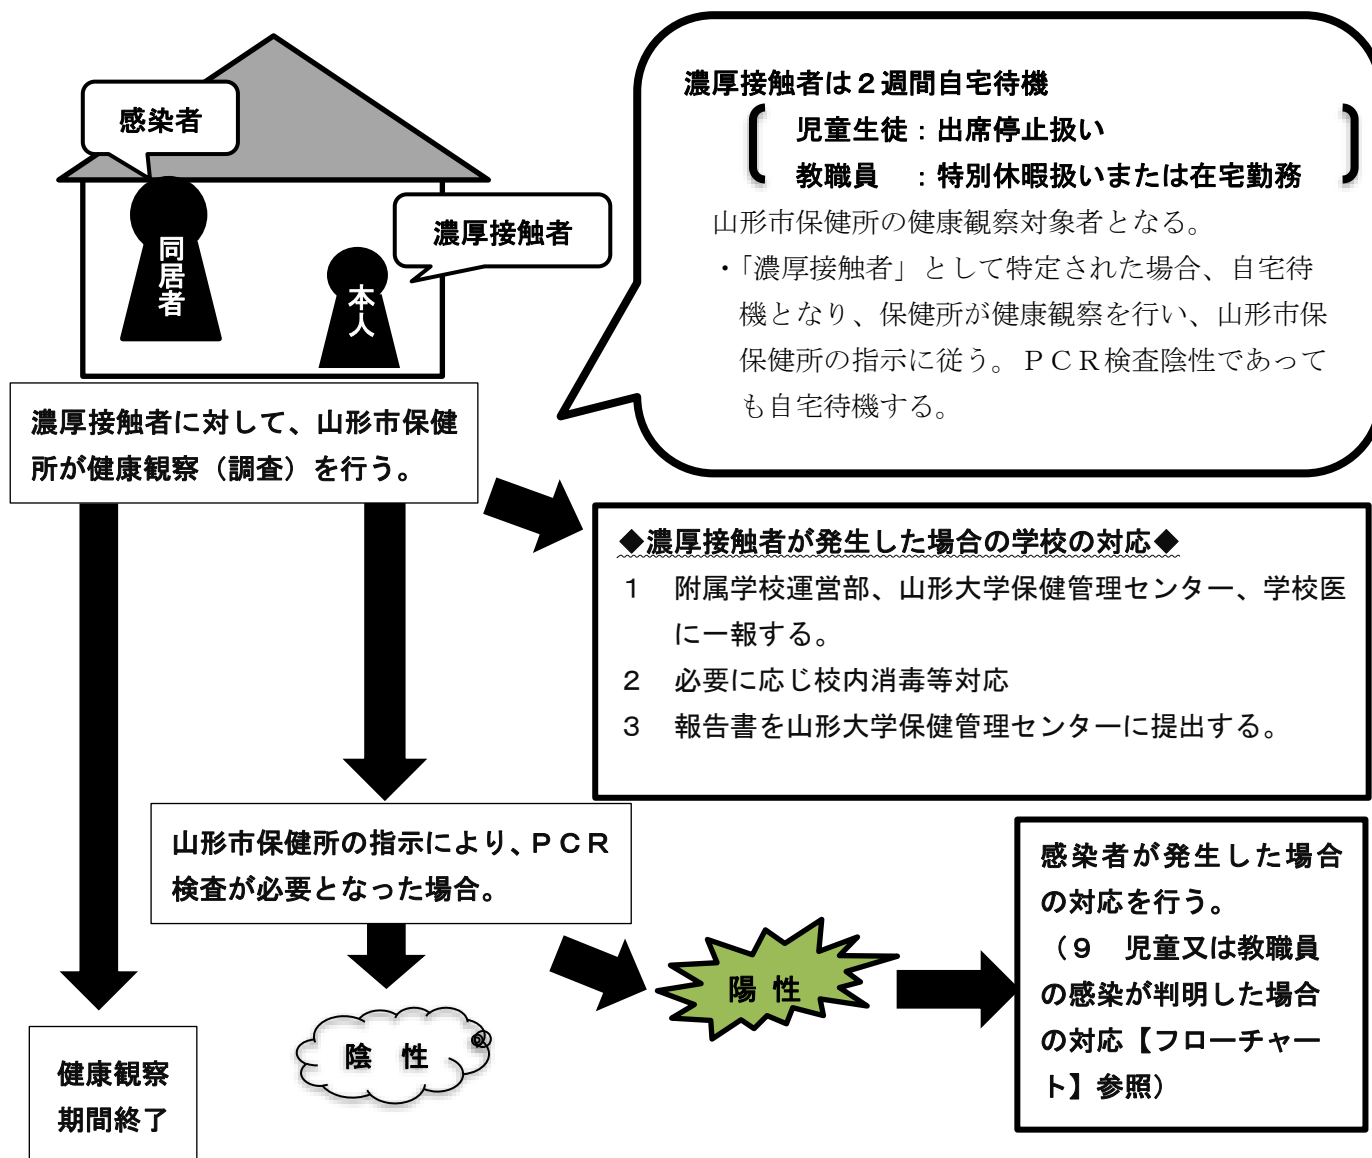 感染者
同居者
濃厚接触者
本人
濃厚接触者は２週間自宅待機
児童生徒：出席停止扱い
教職員　：特別休暇扱いまたは在宅勤務
山形市保健所の健康観察対象者となる。
・「濃厚接触者」として特定された場合、自宅待
機となり、保健所が健康観察を行い、山形市保
保健所の指示に従う。ＰＣＲ検査陰性であって
も自宅待機する。
濃厚接触者に対して、山形市保健
所が健康観察（調査）を行う。
◆濃厚接触者が発生した場合の学校の対応◆
１　附属学校運営部、山形大学保健管理センター、学校医
に一報する。
２　必要に応じ校内消毒等対応
３　報告書を山形大学保健管理センターに提出する。
山形市保健所の指示により、ＰＣＲ
検査が必要となった場合。
陽 性
感染者が発生した場合
の対応を行う。
（９　児童又は教職員
の感染が判明した場合
の対応【フローチャー
ト】参照）
陰　性
健康観察
期間終了